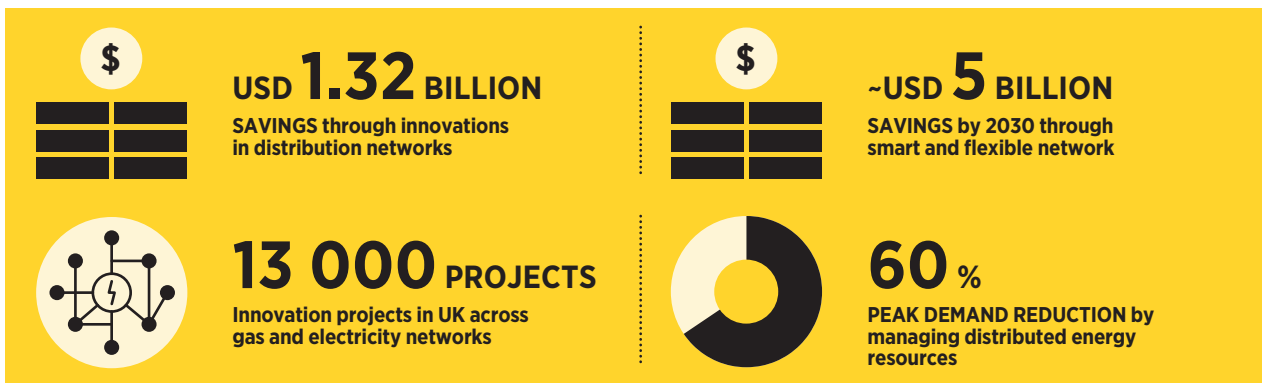 $
USD 1.32 BILLION
SAVINGS through innovations
in distribution networks
$
~USD 5 BILLION
SAVINGS by 2030 through
smart and flexible network
13 000 PROJECTS
Innovation projects in UK across
gas and electricity networks
60 %
PEAK DEMAND REDUCTION by
managing distributed energy
resources